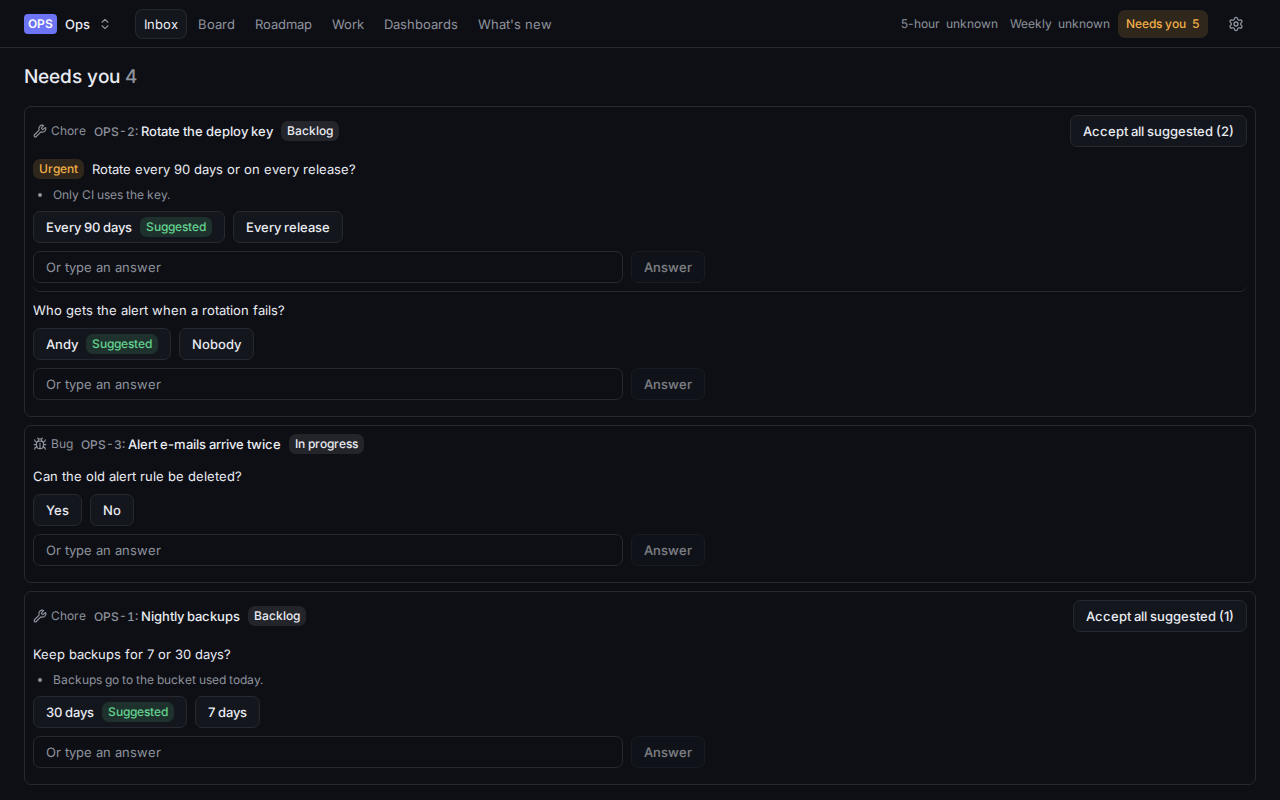 OPS Ops Inbox Board Roadmap Work Dashboards What's new 5-hour unknown Weekly unknown Needs you 5
Needs you 4
Chore OPS-2: Rotate the deploy key Backlog Accept all suggested (2)
Urgent Rotate every 90 days or on every release?
• Only CI uses the key.
Every 90 days Suggested Every release
Or type an answer Answer
Who gets the alert when a rotation fails?
Andy Suggested Nobody
Or type an answer Answer
Bug OPS-3: Alert e-mails arrive twice In progress
Can the old alert rule be deleted?
Yes No
Or type an answer Answer
Chore OPS-1: Nightly backups Backlog Accept all suggested (1)
Keep backups for 7 or 30 days?
• Backups go to the bucket used today.
30 days Suggested 7 days
Or type an answer Answer